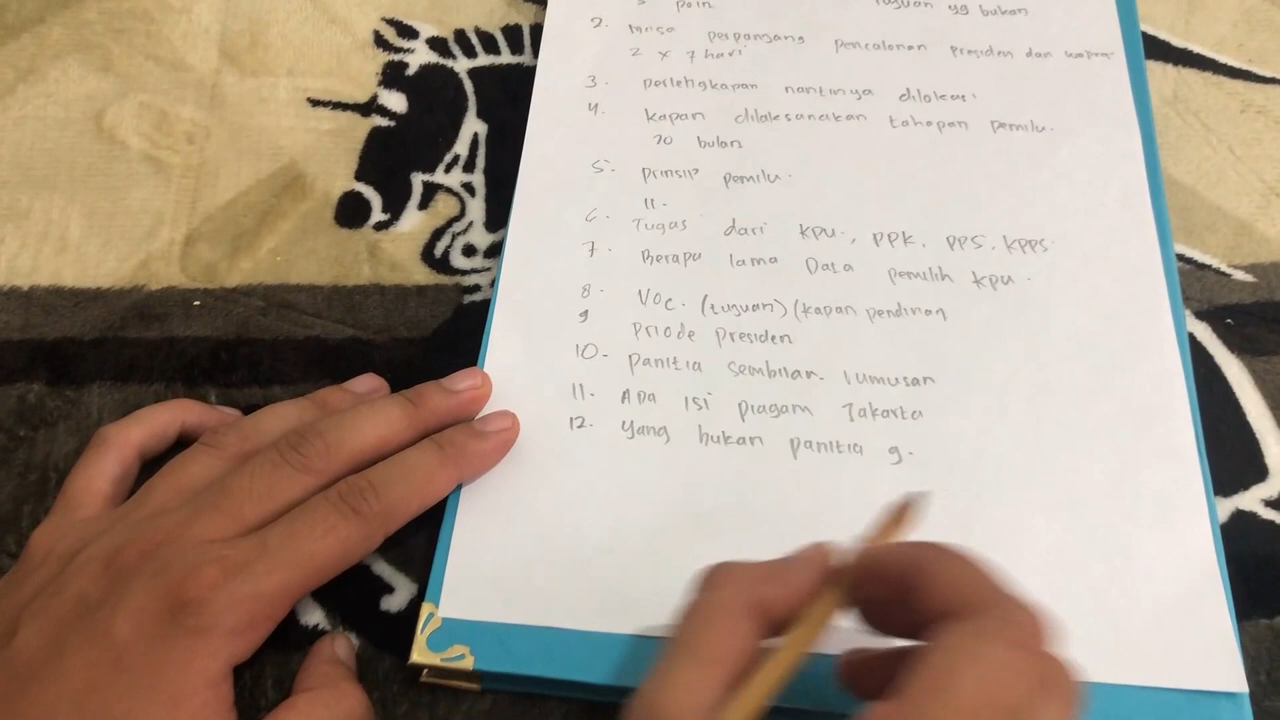 3 poin tujuan yg bukan
2. Masa perpanjang pencalonan presiden dan wapres
2 x 7 hari
3. perlengkapan nantinya dilokasi
4. kapan dilaksanakan tahapan pemilu.
20 bulan
5. prinsip pemilu.
11.
6. Tugas dari KPU, PPK, PPS, KPPS
7. Berapa lama Data pemilih kpu.
8. VOC. (tujuan) (kapan pendirian
9 Priode presiden
10. panitia sembilan. rumusan
11. Apa isi piagam Jakarta
12. yang bukan panitia 9.